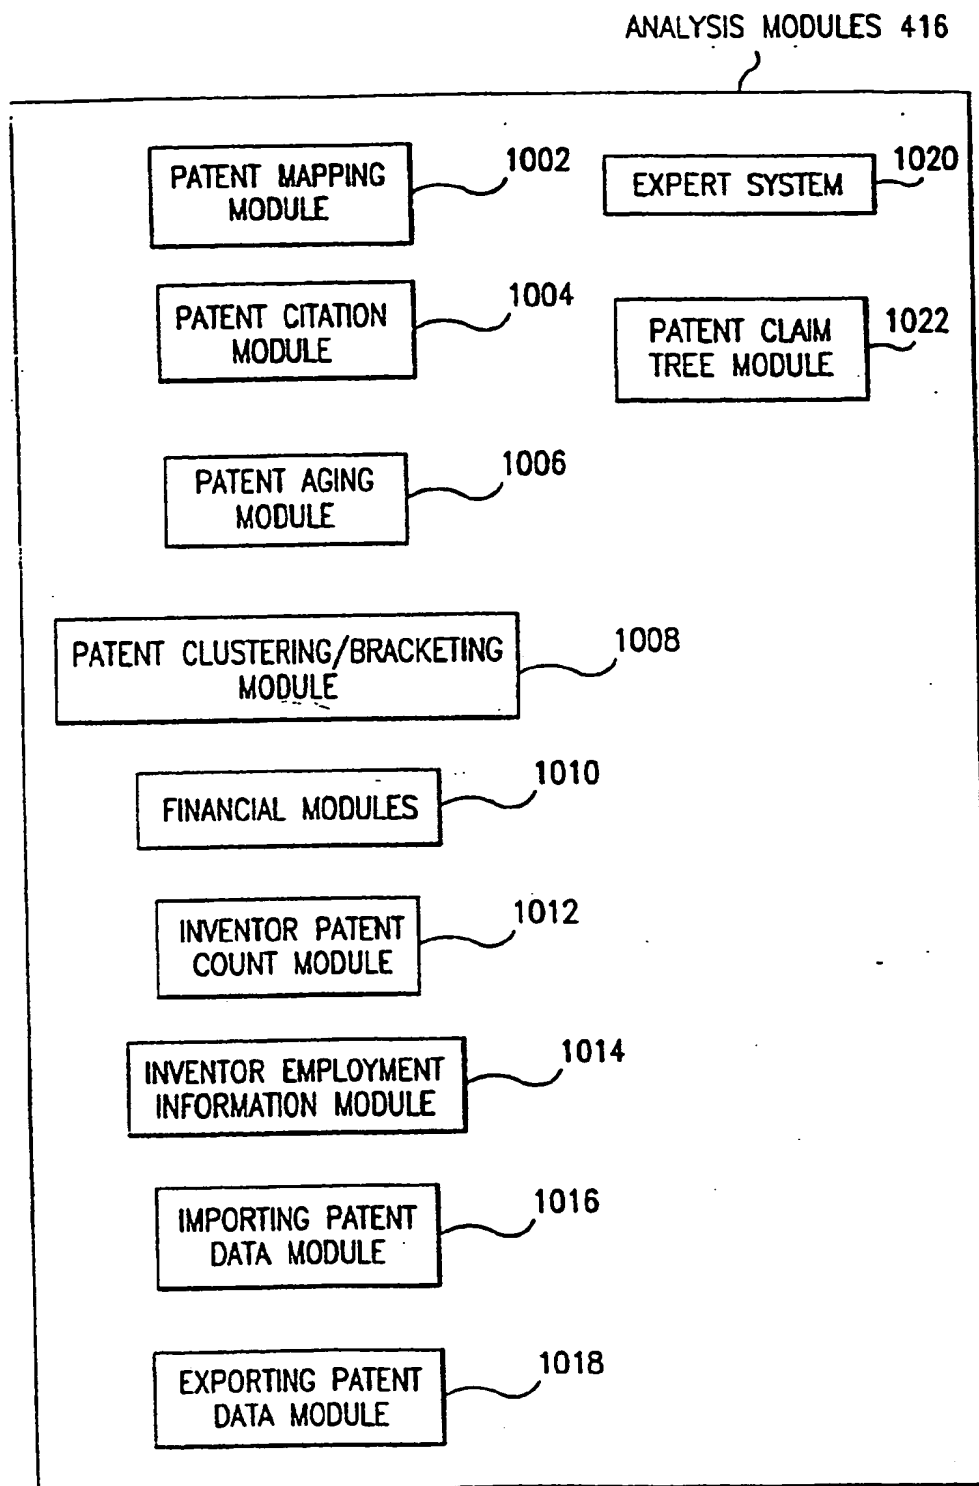 ANALYSIS MODULES 416
PATENT MAPPING
MODULE
1002
EXPERT SYSTEM
1020
PATENT CITATION
MODULE
1004
PATENT CLAIM
TREE MODULE
1022
PATENT AGING
MODULE
1006
PATENT CLUSTERING/BRACKETING
MODULE
1008
FINANCIAL MODULES
1010
INVENTOR PATENT
COUNT MODULE
1012
INVENTOR EMPLOYMENT
INFORMATION MODULE
1014
IMPORTING PATENT
DATA MODULE
1016
EXPORTING PATENT
DATA MODULE
1018